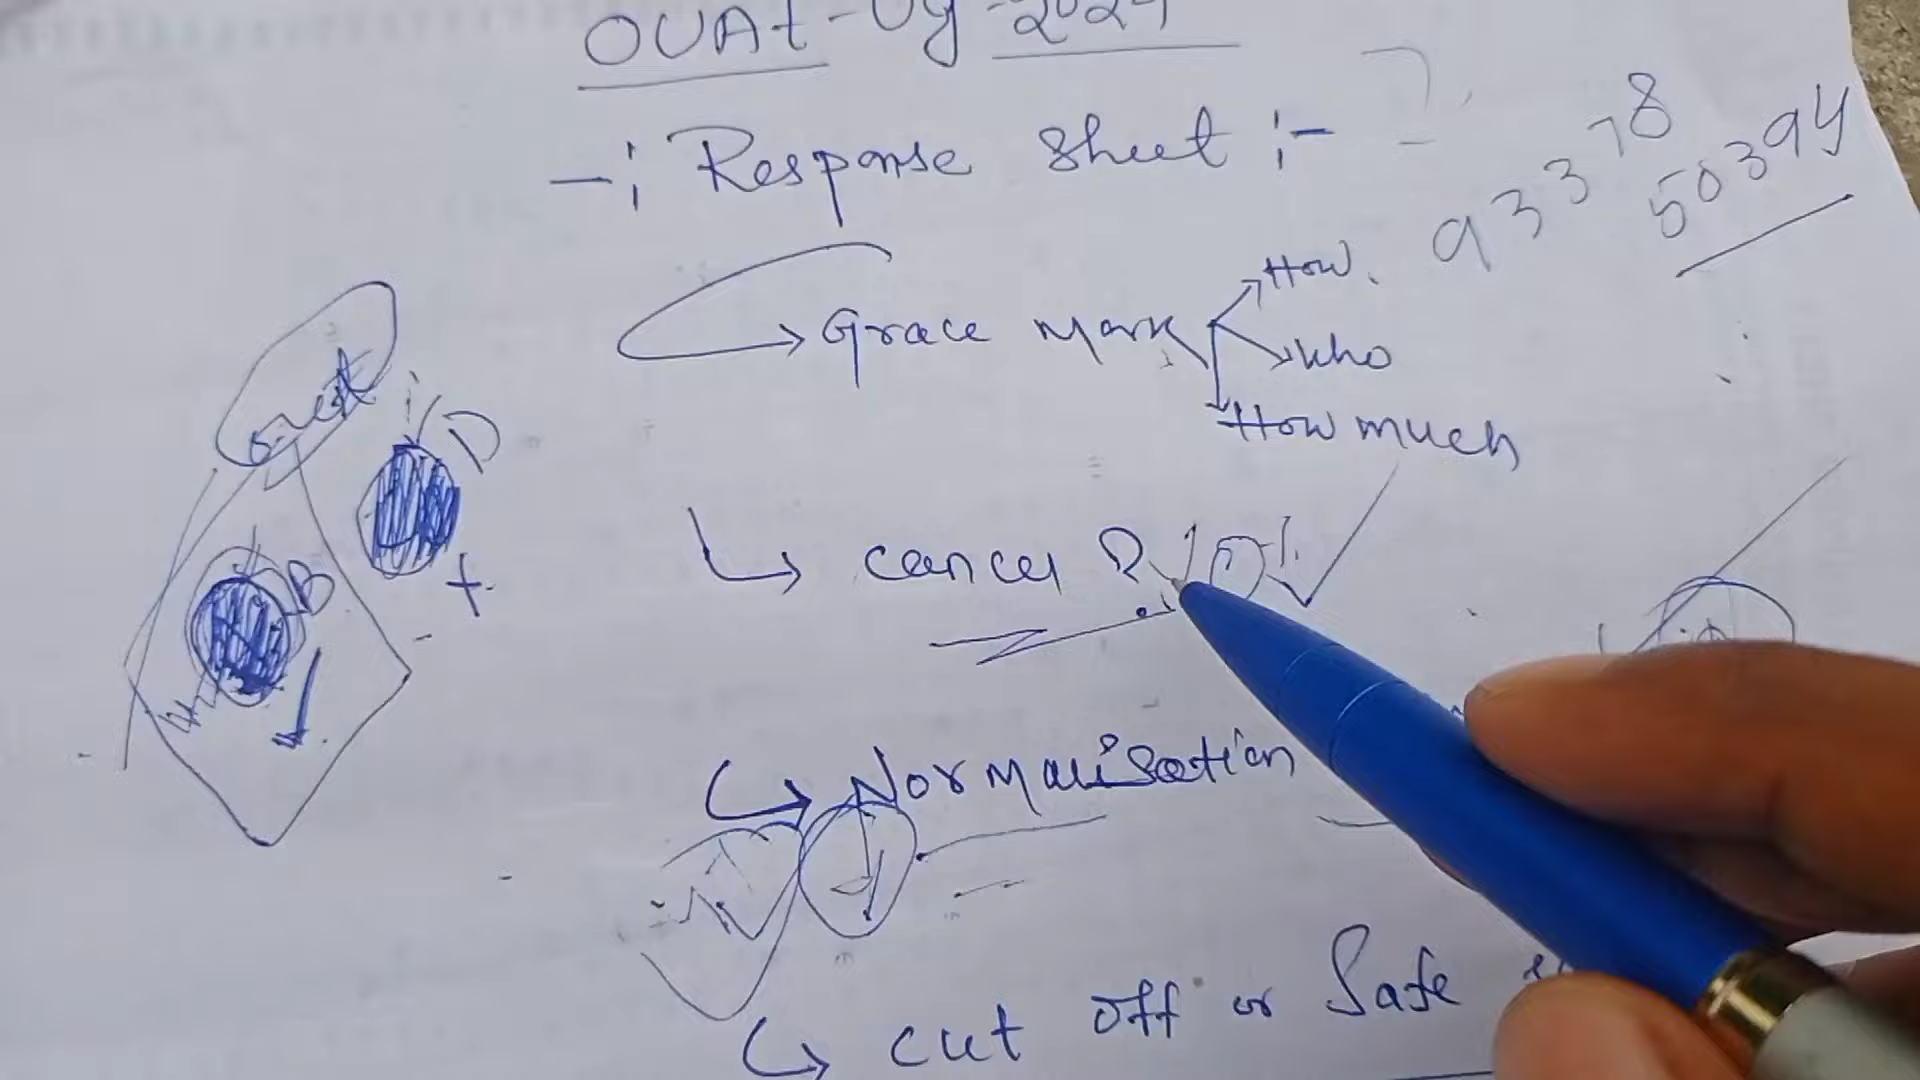 OUAT-Ug-2024
-: Response Sheet :-
93378
50394
Grace Mark
How.
who
How much
cancel
Normalisation
cut off or Safe
D
B